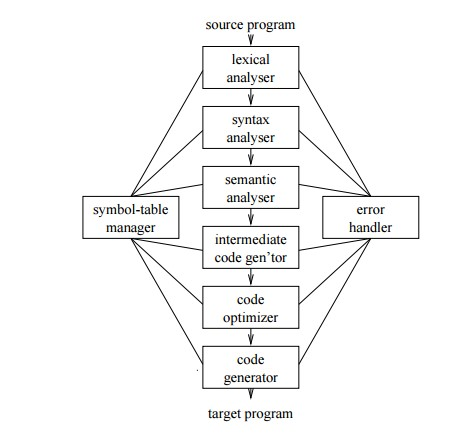 source program
lexical
analyser
syntax
analyser
semantic
analyser
symbol-table
manager
error
handler
intermediate
code gen'tor
code
optimizer
code
generator
target program